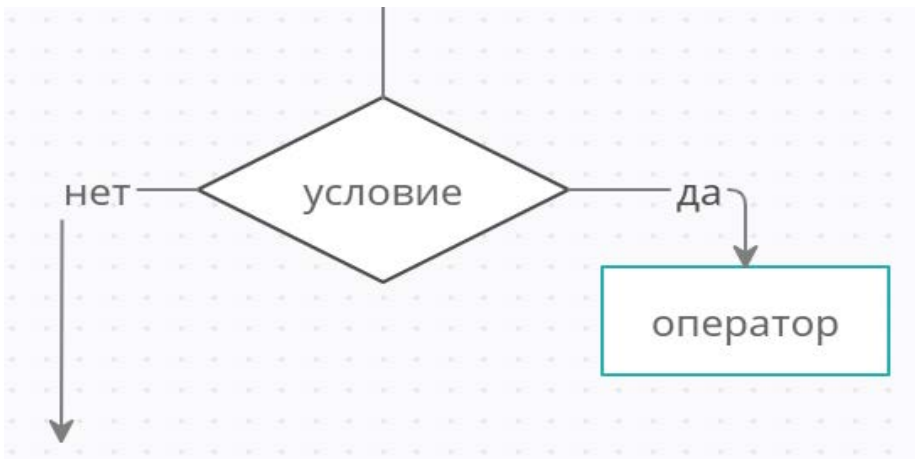 нет
условие
да
оператор